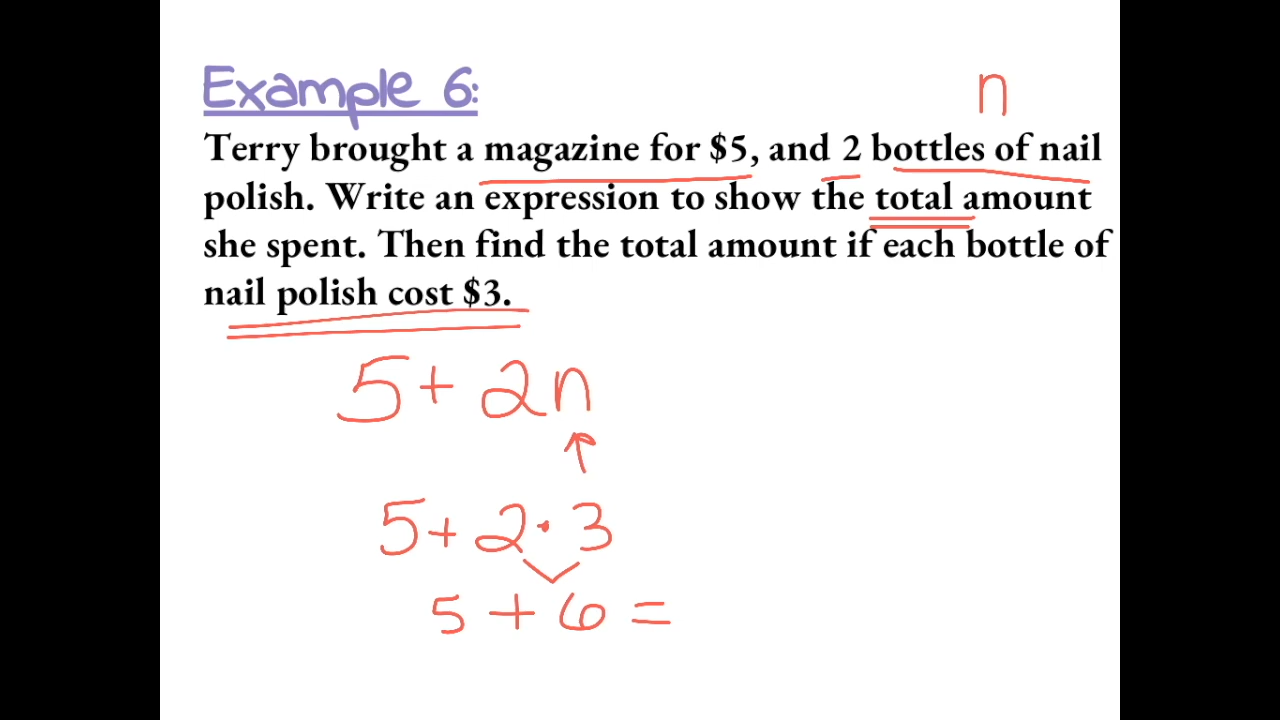 Example 6:
n
Terry brought a magazine for $5, and 2 bottles of nail
polish. Write an expression to show the total amount
she spent. Then find the total amount if each bottle of
nail polish cost $3.
5 + 2n
5 + 2 · 3
5 + 6 =